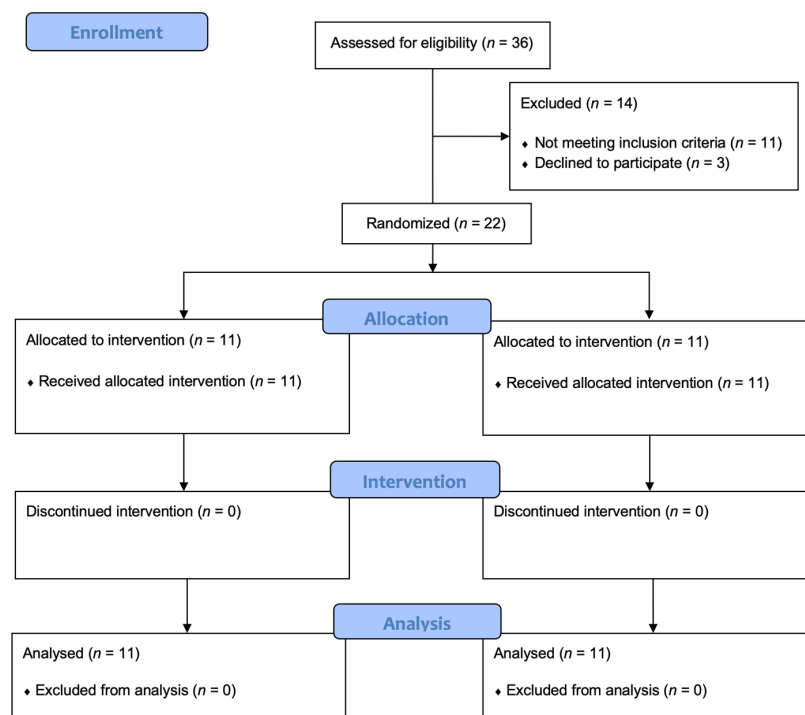 Enrollment
Assessed for eligibility (n = 36)
Excluded (n = 14)
♦ Not meeting inclusion criteria (n = 11)
♦ Declined to participate (n = 3)
Randomized (n = 22)
Allocation
Allocated to intervention (n = 11)
♦ Received allocated intervention (n = 11)
Allocated to intervention (n = 11)
♦ Received allocated intervention (n = 11)
Intervention
Discontinued intervention (n = 0)
Discontinued intervention (n = 0)
Analysis
Analysed (n = 11)
♦ Excluded from analysis (n = 0)
Analysed (n = 11)
♦ Excluded from analysis (n = 0)